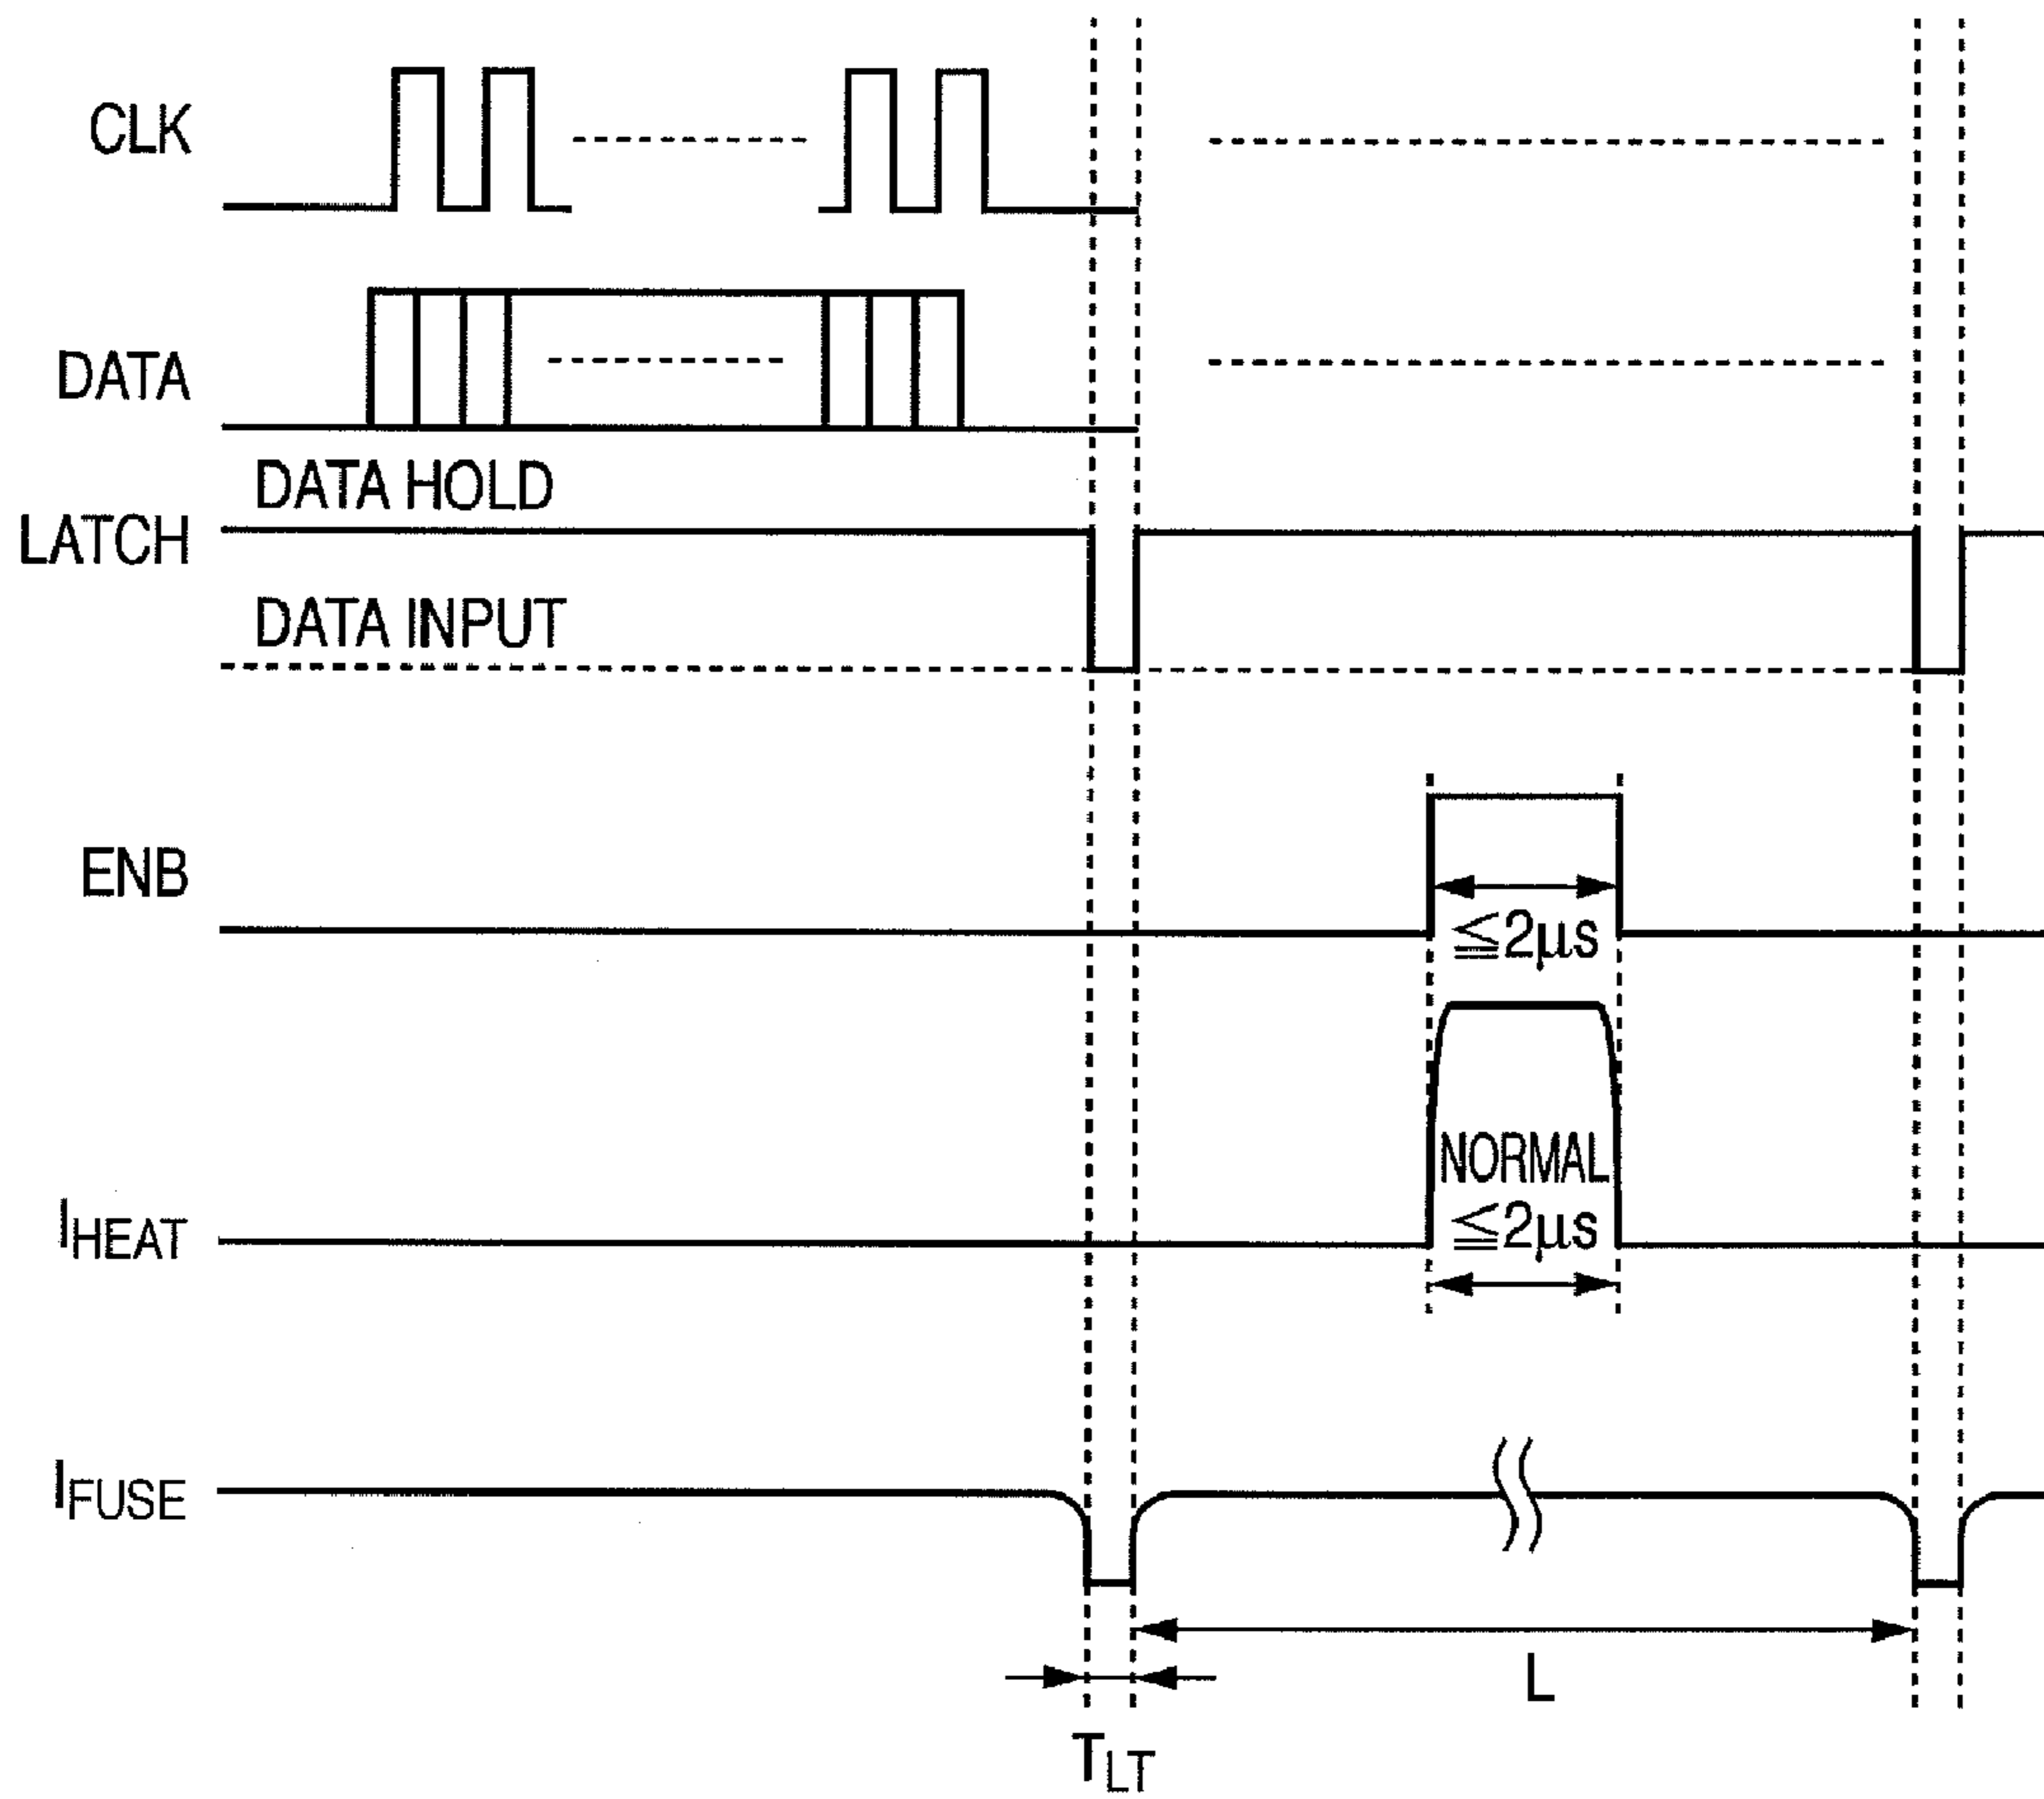 CLK
DATA
DATA HOLD
LATCH
DATA INPUT
ENB
≦2μs
NORMAL
≦2μs
IHEAT
IFUSE
L
TLT